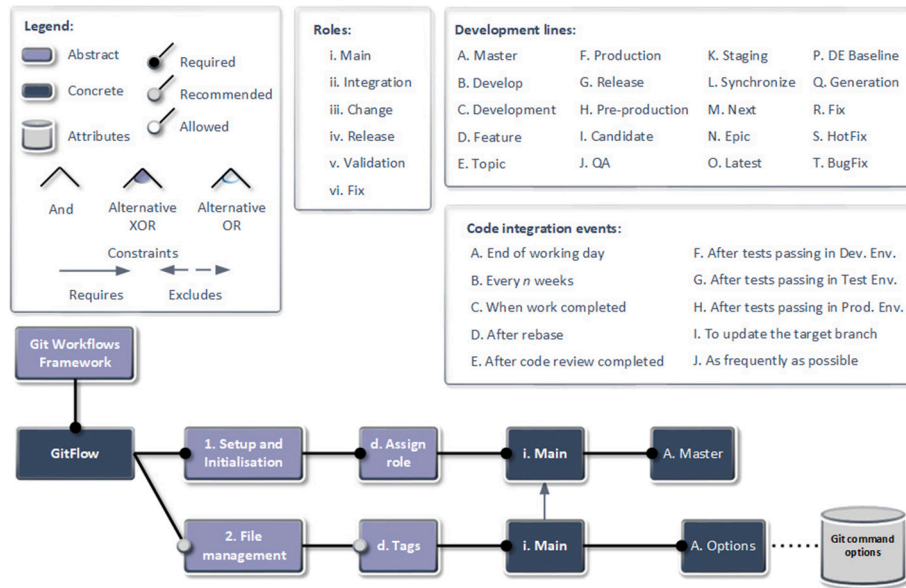 Legend:
Abstract
Concrete
Attributes
Required
Recommended
Allowed
And
Alternative
XOR
Alternative
OR
Constraints
Requires
Excludes
Roles:
i. Main
ii. Integration
iii. Change
iv. Release
v. Validation
vi. Fix
Development lines:
A. Master
B. Develop
C. Development
D. Feature
E. Topic
F. Production
G. Release
H. Pre-production
I. Candidate
J. QA
K. Staging
L. Synchronize
M. Next
N. Epic
O. Latest
P. DE Baseline
Q. Generation
R. Fix
S. HotFix
T. BugFix
Code integration events:
A. End of working day
B. Every n weeks
C. When work completed
D. After rebase
E. After code review completed
F. After tests passing in Dev. Env.
G. After tests passing in Test Env.
H. After tests passing in Prod. Env.
I. To update the target branch
J. As frequently as possible
Git Workflows
Framework
GitFlow
1. Setup and
Initialisation
d. Assign
role
i. Main
A. Master
2. File
management
d. Tags
i. Main
A. Options
Git command
options